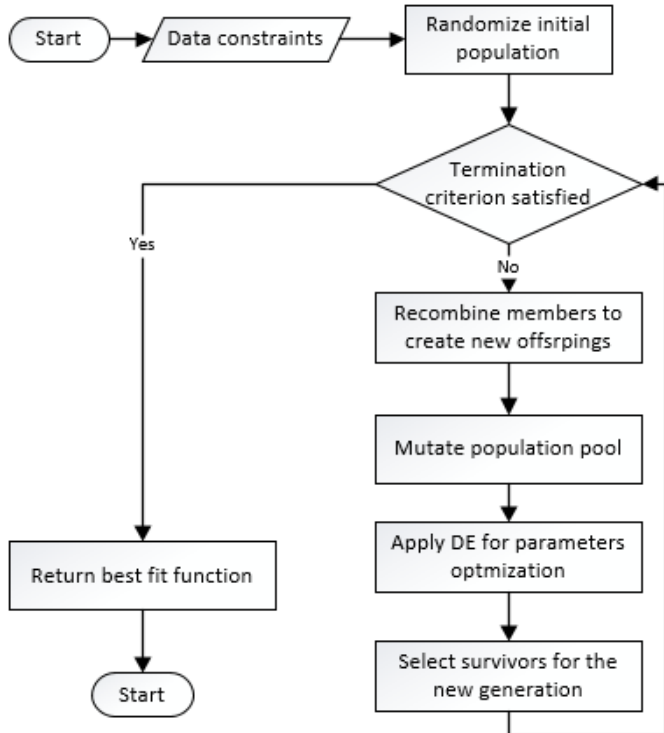 Start
Data constraints
Randomize initial
population
Termination
criterion satisfied
Yes
No
Recombine members to
create new offsrpings
Mutate population pool
Apply DE for parameters
optmization
Return best fit function
Select survivors for the
new generation
Start